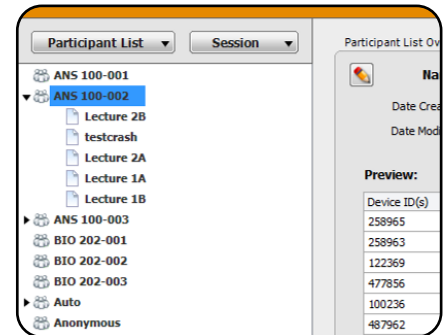 Participant List
Session
ANS 100-001
ANS 100-002
Lecture 2B
testcrash
Lecture 2A
Lecture 1A
Lecture 1B
ANS 100-003
BIO 202-001
BIO 202-002
BIO 202-003
Auto
Anonymous
Participant List Ov
Na
Date Crea
Date Modi
Preview:
Device ID(s)
258965
258963
122369
477856
100236
487962